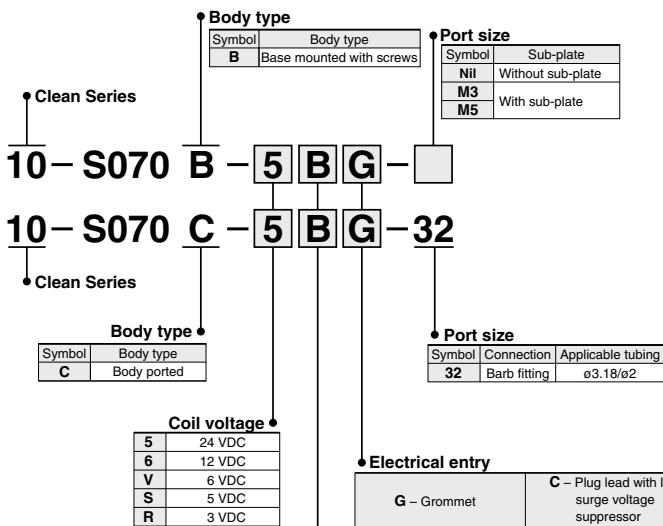 Body type
Symbol Body type
B Base mounted with screws
Port size
Symbol Sub-plate
Nil Without sub-plate
M3 With sub-plate
M5
Clean Series
10 – S070 B – 5 B G –
10 – S070 C – 5 B G – 32
Clean Series
Body type
Symbol Body type
C Body ported
Port size
Symbol Connection Applicable tubing
32 Barb fitting ø3.18/ø2
Coil voltage
5 24 VDC
6 12 VDC
V 6 VDC
S 5 VDC
R 3 VDC
Electrical entry
G – Grommet
C – Plug lead with
surge voltage
suppressor